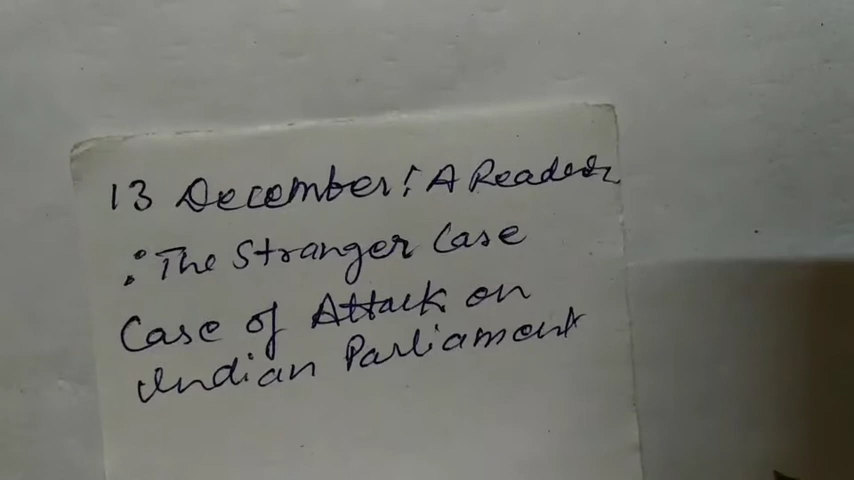 13 December: A Reader
: The Stranger Case
Case of Attack on
Indian Parliament